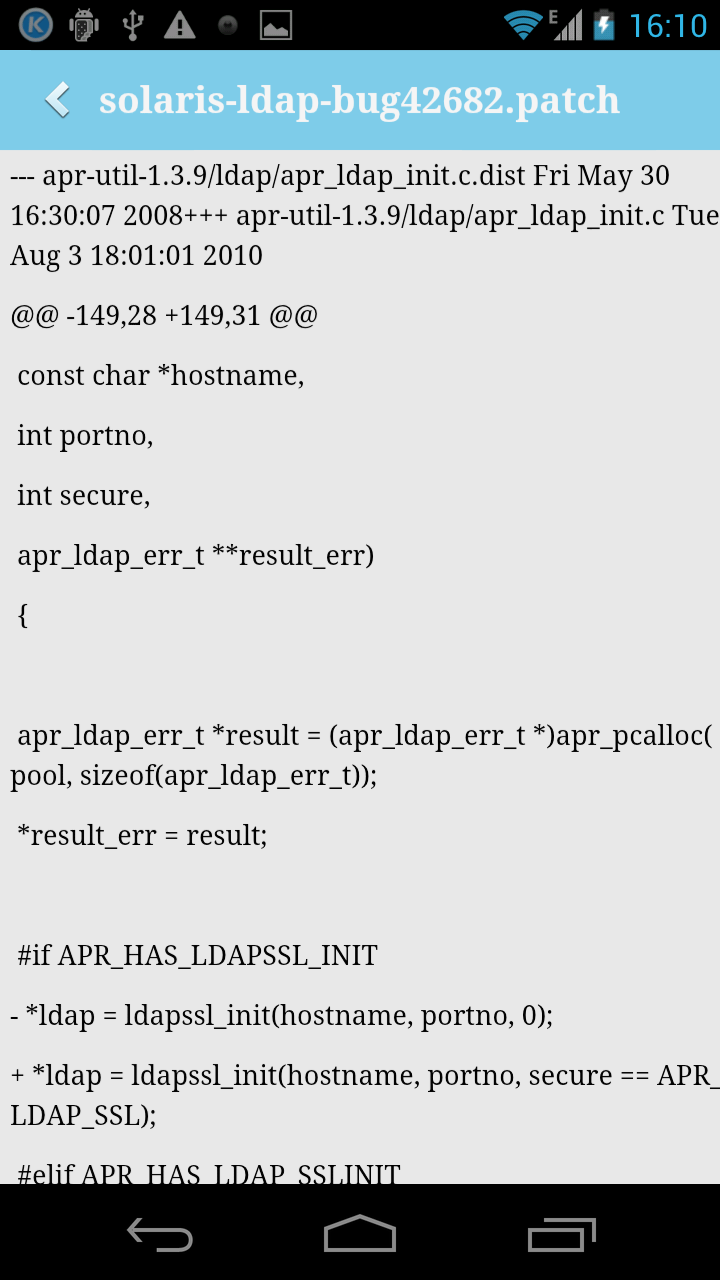 E 16:10
solaris-ldap-bug42682.patch
--- apr-util-1.3.9/ldap/apr_ldap_init.c.dist Fri May 30
16:30:07 2008+++ apr-util-1.3.9/ldap/apr_ldap_init.c Tue
Aug 3 18:01:01 2010
@@ -149,28 +149,31 @@
const char *hostname,
int portno,
int secure,
apr_ldap_err_t **result_err)
{
apr_ldap_err_t *result = (apr_ldap_err_t *)apr_pcalloc(
pool, sizeof(apr_ldap_err_t));
*result_err = result;
#if APR_HAS_LDAPSSL_INIT
- *ldap = ldapssl_init(hostname, portno, 0);
+ *ldap = ldapssl_init(hostname, portno, secure == APR_
LDAP_SSL);
#elif APR_HAS_LDAP_SSLINIT